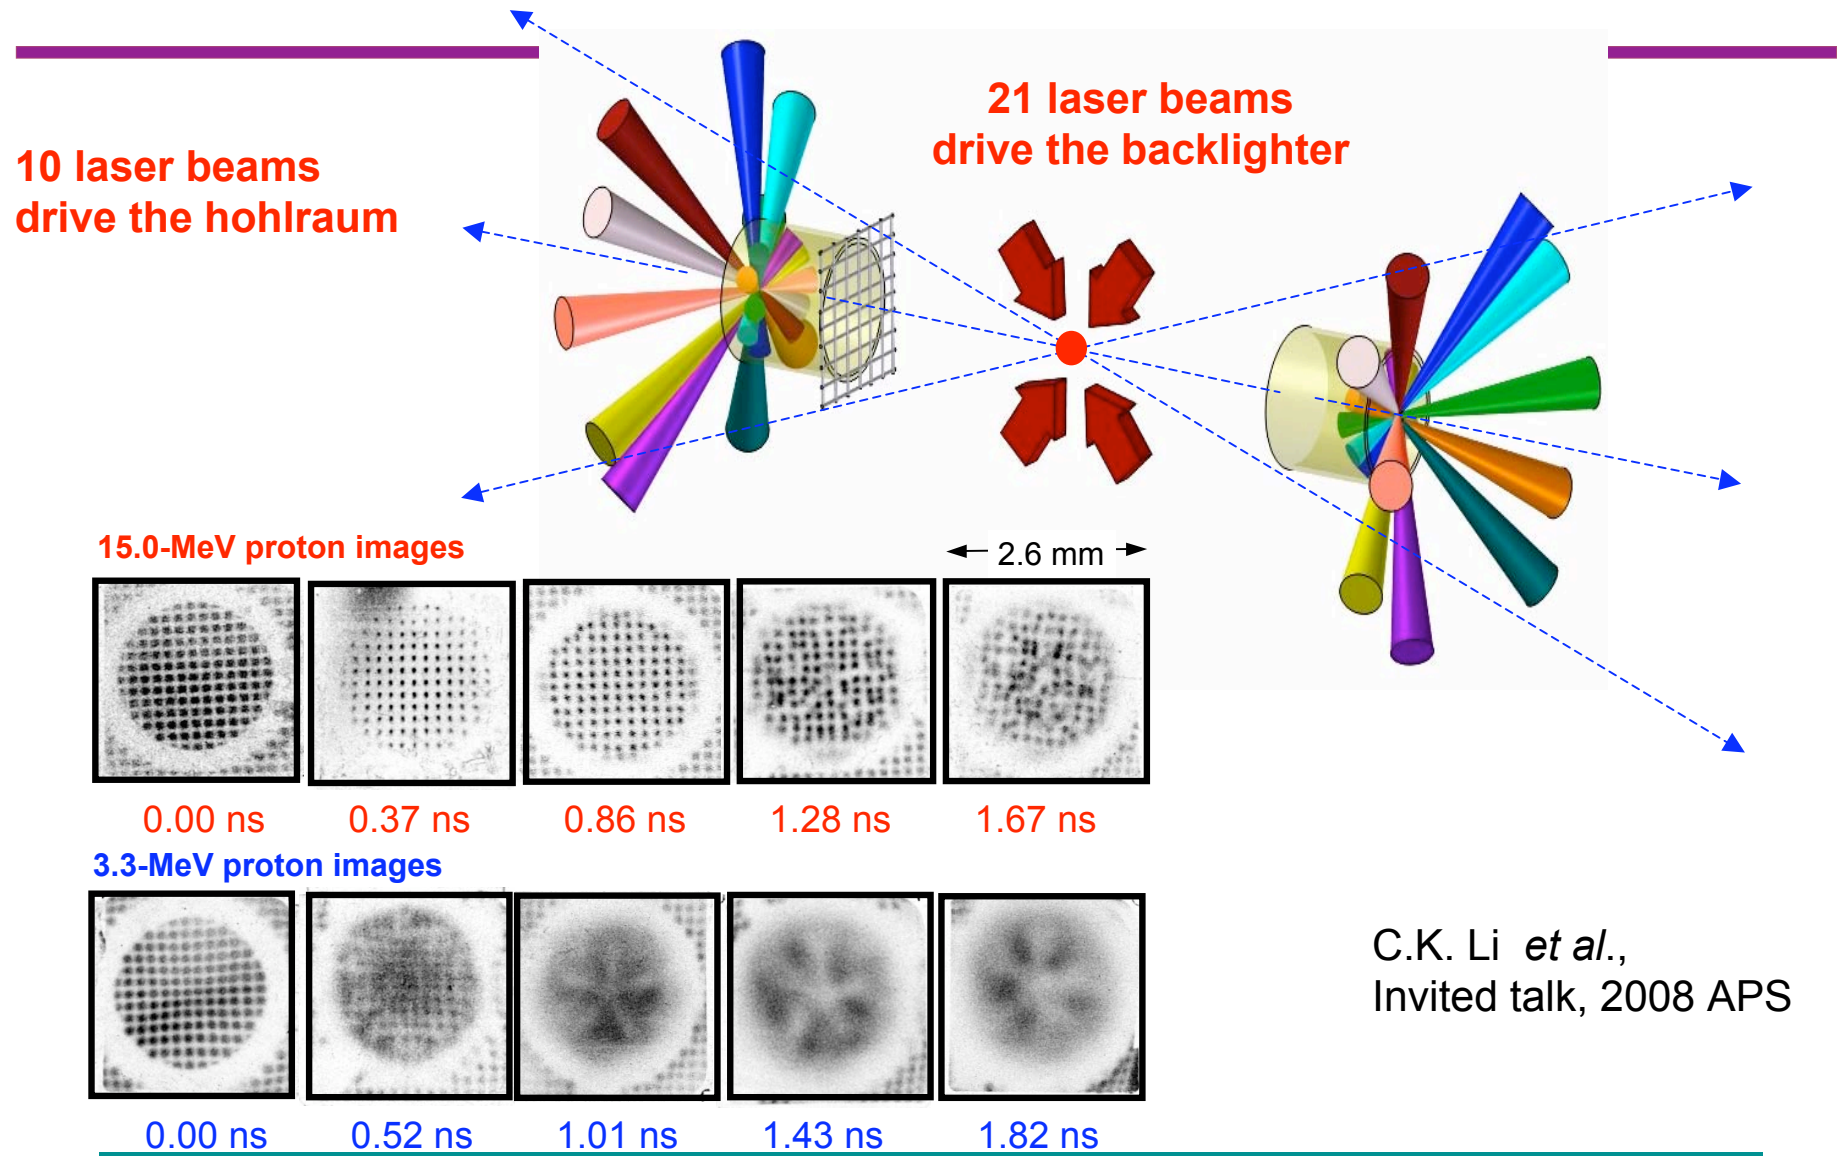 10 laser beams
drive the hohlraum
21 laser beams
drive the backlighter
15.0-MeV proton images
2.6 mm
0.00 ns
0.37 ns
0.86 ns
1.28 ns
1.67 ns
3.3-MeV proton images
0.00 ns
0.52 ns
1.01 ns
1.43 ns
1.82 ns
C.K. Li et al.,
Invited talk, 2008 APS